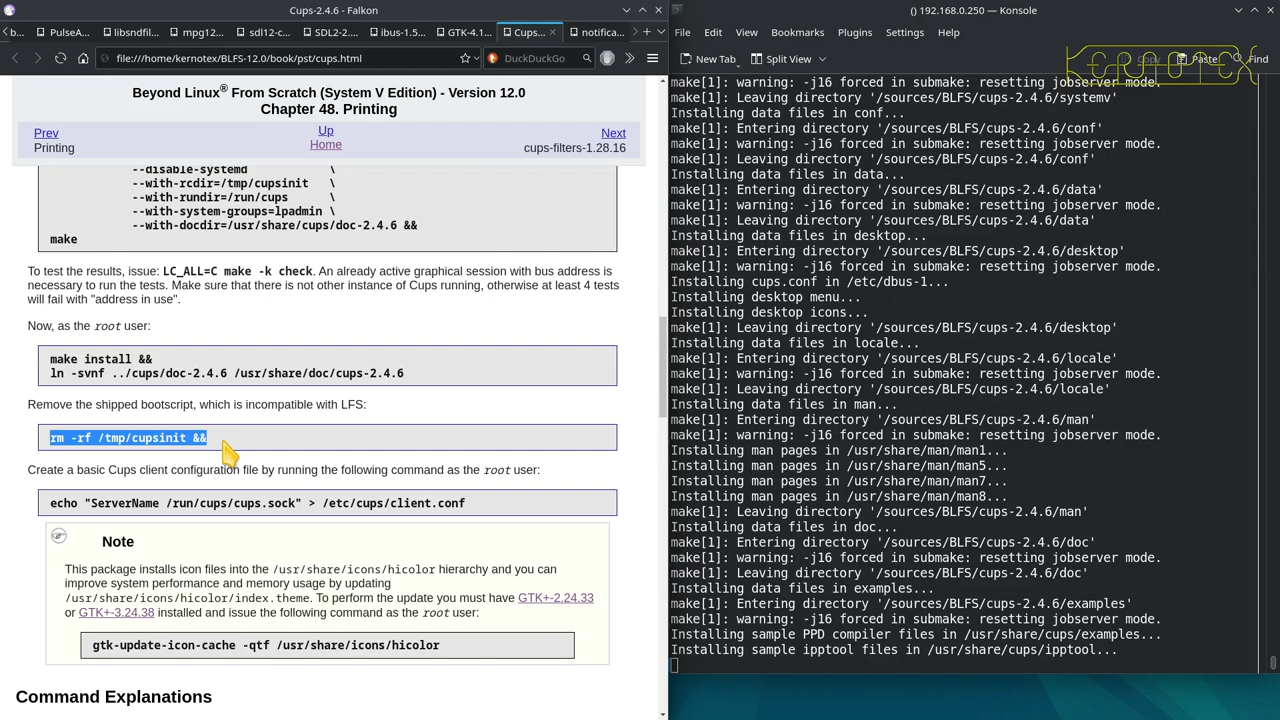 Cups-2.4.6 - Falkon
b...
PulseA...
libsndfil...
mpg12...
sdl12-c...
SDL2-2....
ibus-1.5...
GTK-4.1...
Cups...
notifica...
file:///home/kernotex/BLFS-12.0/book/pst/cups.html
DuckDuckGo
Beyond Linux® From Scratch (System V Edition) - Version 12.0
Chapter 48. Printing
Prev
Up
Next
Printing
Home
cups-filters-1.28.16
--disable-systemd \
--with-rcdir=/tmp/cupsinit \
--with-rundir=/run/cups \
--with-system-groups=lpadmin \
--with-docdir=/usr/share/cups/doc-2.4.6 &&
make
To test the results, issue: LC_ALL=C make -k check. An already active graphical session with bus address is
necessary to run the tests. Make sure that there is not other instance of Cups running, otherwise at least 4 tests
will fail with "address in use".
Now, as the root user:
make install &&
ln -svnf ../cups/doc-2.4.6 /usr/share/doc/cups-2.4.6
Remove the shipped bootscript, which is incompatible with LFS:
rm -rf /tmp/cupsinit &&
Create a basic Cups client configuration file by running the following command as the root user:
echo "ServerName /run/cups/cups.sock" > /etc/cups/client.conf
Note
This package installs icon files into the /usr/share/icons/hicolor hierarchy and you can
improve system performance and memory usage by updating
/usr/share/icons/hicolor/index.theme. To perform the update you must have GTK+-2.24.33
or GTK+-3.24.38 installed and issue the following command as the root user:
gtk-update-icon-cache -qtf /usr/share/icons/hicolor
Command Explanations
() 192.168.0.250 — Konsole
File Edit View Bookmarks Plugins Settings Help
New Tab
Split View
Copy
Paste
Find
KERNOTEX
make[1]: warning: -j16 forced in submake: resetting jobserver mode.
make[1]: Leaving directory '/sources/BLFS/cups-2.4.6/systemv'
Installing data files in conf...
make[1]: Entering directory '/sources/BLFS/cups-2.4.6/conf'
make[1]: warning: -j16 forced in submake: resetting jobserver mode.
make[1]: Leaving directory '/sources/BLFS/cups-2.4.6/conf'
Installing data files in data...
make[1]: Entering directory '/sources/BLFS/cups-2.4.6/data'
make[1]: warning: -j16 forced in submake: resetting jobserver mode.
make[1]: Leaving directory '/sources/BLFS/cups-2.4.6/data'
Installing data files in desktop...
make[1]: Entering directory '/sources/BLFS/cups-2.4.6/desktop'
make[1]: warning: -j16 forced in submake: resetting jobserver mode.
Installing cups.conf in /etc/dbus-1...
Installing desktop menu...
Installing desktop icons...
make[1]: Leaving directory '/sources/BLFS/cups-2.4.6/desktop'
Installing data files in locale...
make[1]: Entering directory '/sources/BLFS/cups-2.4.6/locale'
make[1]: warning: -j16 forced in submake: resetting jobserver mode.
make[1]: Leaving directory '/sources/BLFS/cups-2.4.6/locale'
Installing data files in man...
make[1]: Entering directory '/sources/BLFS/cups-2.4.6/man'
make[1]: warning: -j16 forced in submake: resetting jobserver mode.
Installing man pages in /usr/share/man/man1...
Installing man pages in /usr/share/man/man5...
Installing man pages in /usr/share/man/man7...
Installing man pages in /usr/share/man/man8...
make[1]: Leaving directory '/sources/BLFS/cups-2.4.6/man'
Installing data files in doc...
make[1]: Entering directory '/sources/BLFS/cups-2.4.6/doc'
make[1]: warning: -j16 forced in submake: resetting jobserver mode.
make[1]: Leaving directory '/sources/BLFS/cups-2.4.6/doc'
Installing data files in examples...
make[1]: Entering directory '/sources/BLFS/cups-2.4.6/examples'
make[1]: warning: -j16 forced in submake: resetting jobserver mode.
Installing sample PPD compiler files in /usr/share/cups/examples...
Installing sample ipptool files in /usr/share/cups/ipptool...